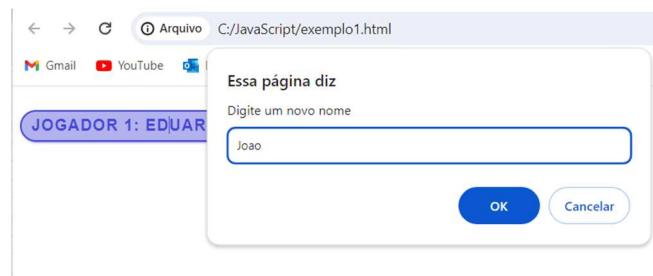 Arquivo C:/JavaScript/exemplo1.html
Gmail YouTube
Essa página diz
Digite um novo nome
JOGADOR 1: EDUAR
Joao
OK Cancelar